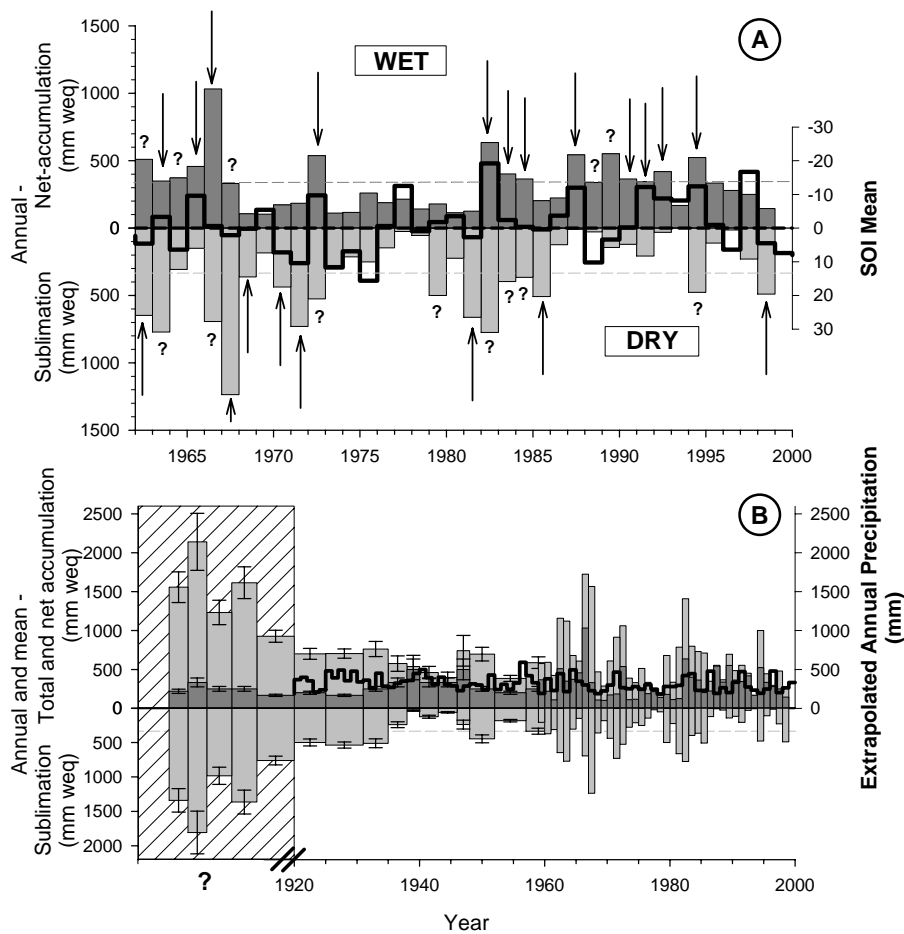 A
WET
DRY
Annual -
Net-accumulation
(mm weq)
Sublimation
(mm weq)
1500
1000
500
0
500
1000
1500
SOI Mean
-30
-20
-10
0
10
20
30
? ? ? ? ? ?
? ? ? ? ? ? ? ?
1965 1970 1975 1980 1985 1990 1995 2000
B
Annual and mean -
Total and net accumulation
(mm weq)
Sublimation
(mm weq)
2500
2000
1500
1000
500
0
500
1000
1500
2000
Extrapolated Annual Precipitation
(mm)
2500
2000
1500
1000
500
0
? 1920 1940 1960 1980 2000
Year